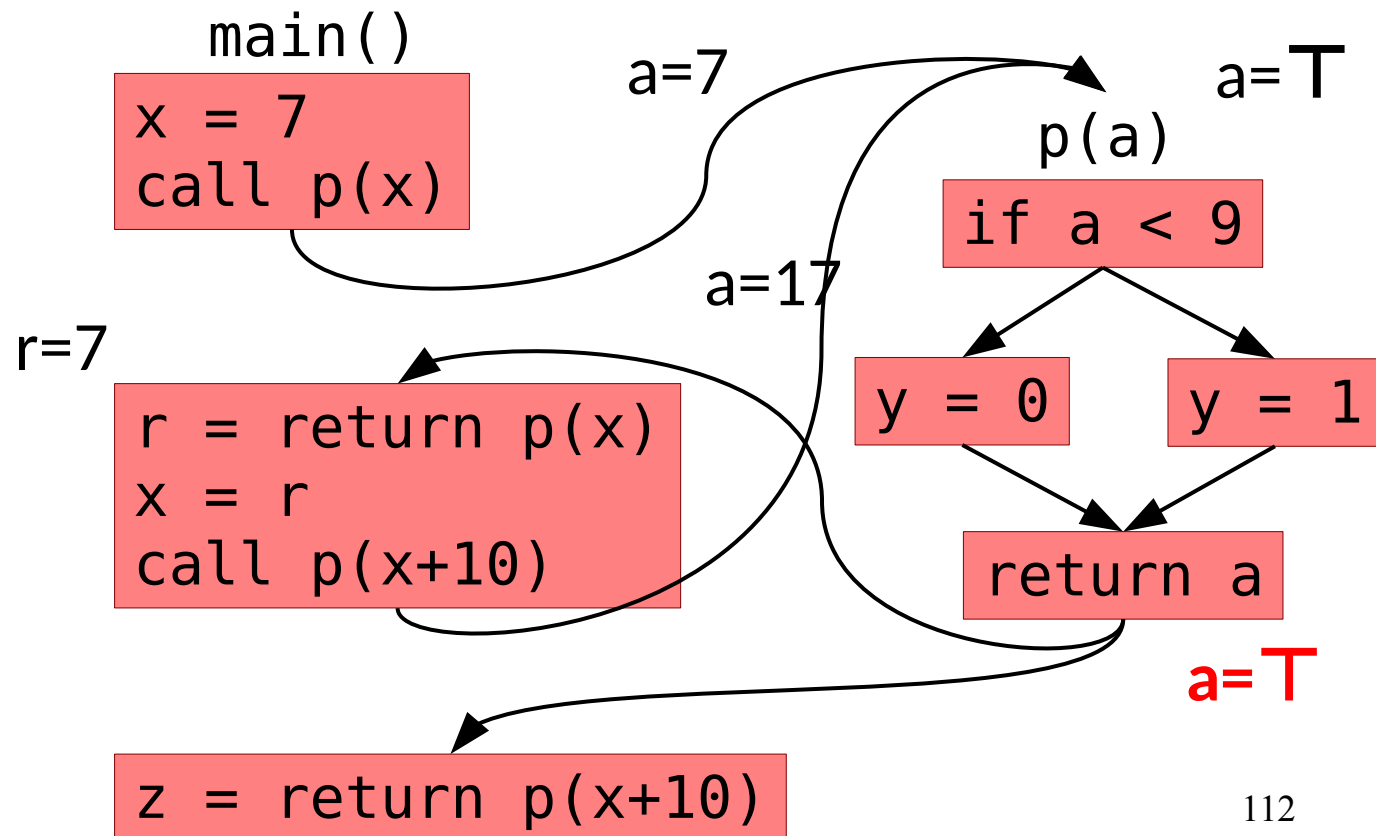 main()
x = 7
call p(x)
a=7
a=⊤
p(a)
if a < 9
a=17
y = 0
y = 1
r=7
r = return p(x)
x = r
call p(x+10)
return a
a=⊤
z = return p(x+10)
112